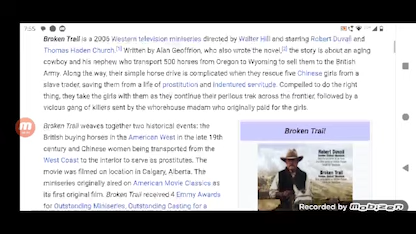 7:55
Broken Trail is a 2006 Western television miniseries directed by Walter Hill and starring Robert Duvall and
Thomas Haden Church.[1] Written by Alan Geoffrion, who also wrote the novel,[2] the story is about an aging
cowboy and his nephew who transport 500 horses from Oregon to Wyoming to sell them to the British
Army. Along the way, their simple horse drive is complicated when they rescue five Chinese girls from a
slave trader, saving them from a life of prostitution and indentured servitude. Compelled to do the right
thing, they take the girls with them as they continue their perilous trek across the frontier, followed by a
vicious gang of killers sent by the whorehouse madam who originally paid for the girls.
Broken Trail weaves together two historical events: the
British buying horses in the American West in the late 19th
century and Chinese women being transported from the
West Coast to the interior to serve as prostitutes. The
movie was filmed on location in Calgary, Alberta. The
miniseries originally aired on American Movie Classics as
its first original film. Broken Trail received 4 Emmy Awards
for Outstanding Miniseries, Outstanding Casting for a
Broken Trail
Robert Duvall
Broken Trail
Recorded by Mobizen